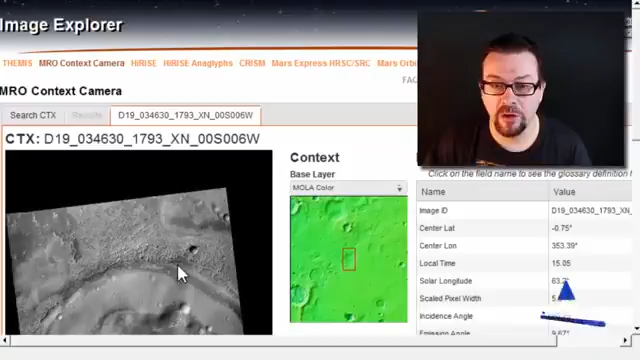 Image Explorer
THEMIS MRO Context Camera HiRISE HiRISE Anaglyphs CRISM Mars Express HRSC/SRC Mars Orbi
MRO Context Camera
Search CTX Results D19_034630_1793_XN_00S006W
CTX: D19_034630_1793_XN_00S006W
Context
Base Layer
MOLA Color
Click on the field name to see the glossary definition
Name Value
Image ID D19_034630_1793_XN_
Center Lat -0.75°
Center Lon 353.39°
Local Time 15.05
Solar Longitude
Scaled Pixel Width
Incidence Angle
Emission Angle